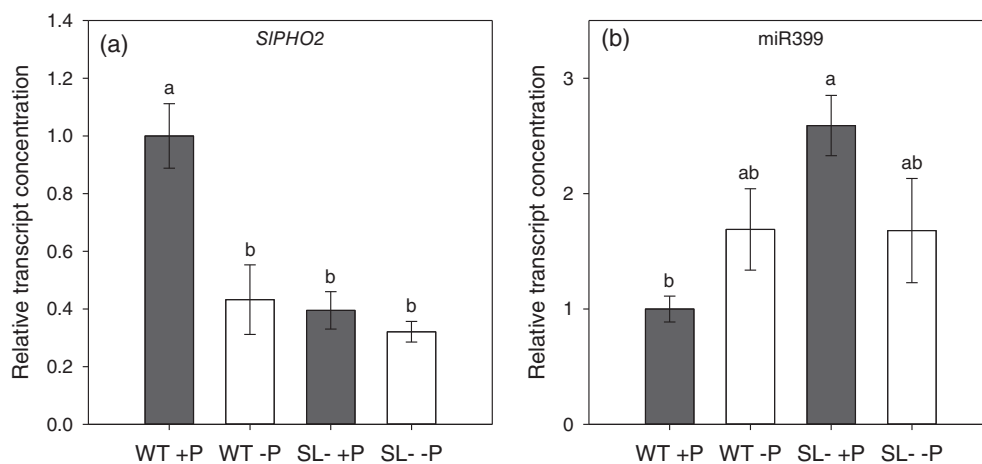 (a)
SlPHO2
Relative transcript concentration
1.4
1.2
1.0
0.8
0.6
0.4
0.2
0.0
a
b
b
b
WT +P
WT -P
SL- +P
SL- -P
(b)
miR399
Relative transcript concentration
3
2
1
0
b
ab
a
ab
WT +P
WT -P
SL- +P
SL- -P